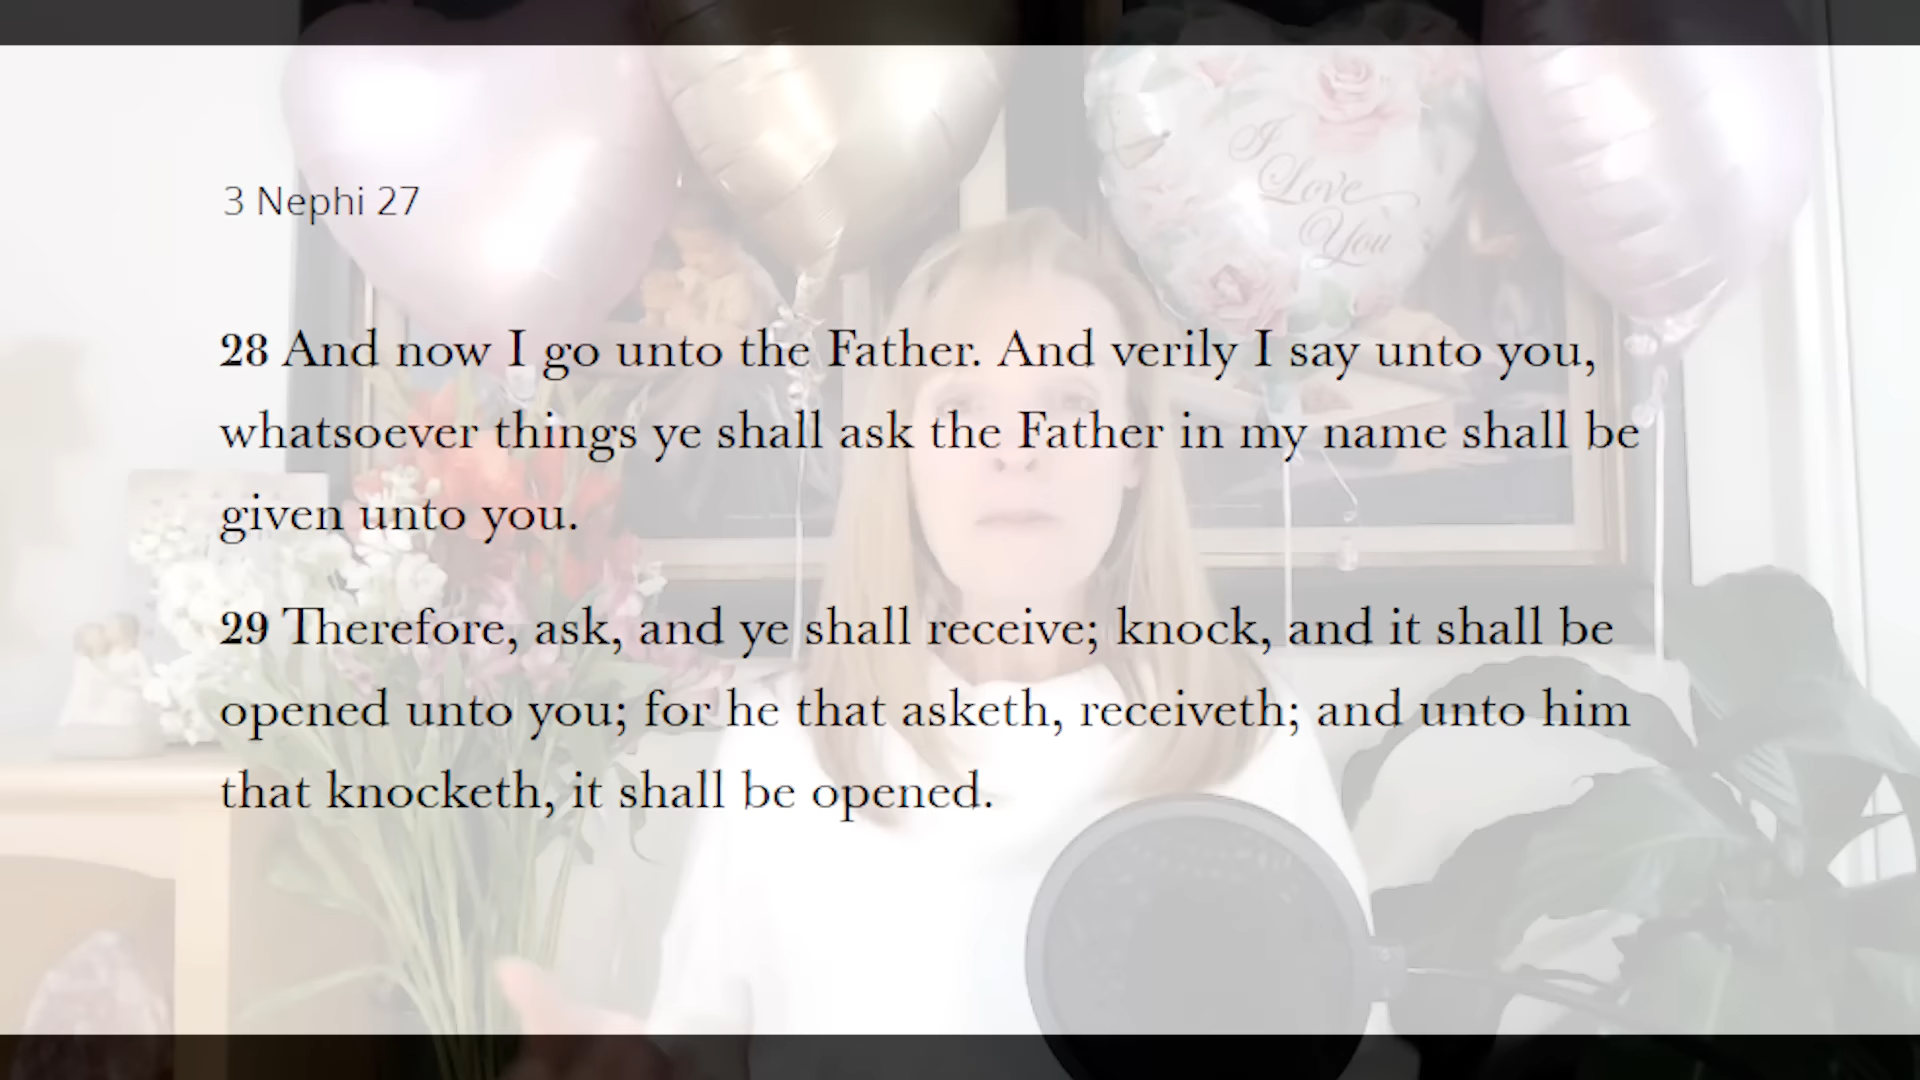 I
Love
You
3 Nephi 27
28 And now I go unto the Father. And verily I say unto you,
whatsoever things ye shall ask the Father in my name shall be
given unto you.
29 Therefore, ask, and ye shall receive; knock, and it shall be
opened unto you; for he that asketh, receiveth; and unto him
that knocketh, it shall be opened.